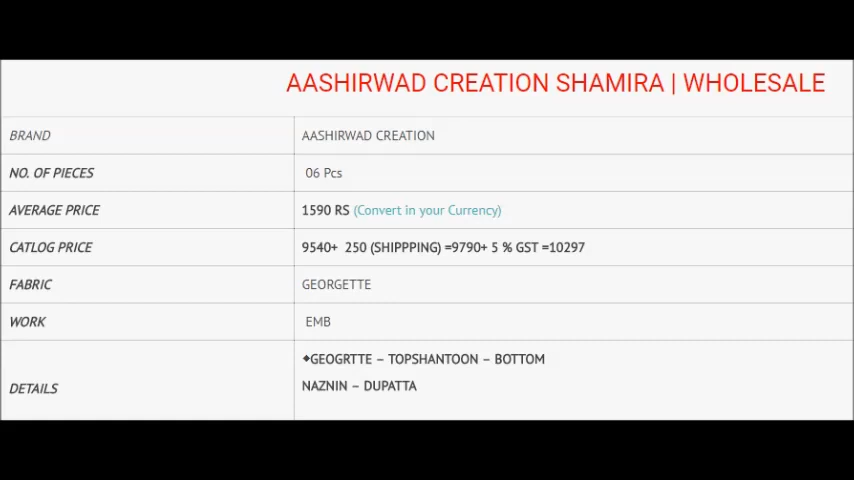 AASHIRWAD CREATION SHAMIRA | WHOLESALE
BRAND AASHIRWAD CREATION
NO. OF PIECES 06 Pcs
AVERAGE PRICE 1590 RS (Convert in your Currency)
CATLOG PRICE 9540+ 250 (SHIPPPING) =9790+ 5 % GST =10297
FABRIC GEORGETTE
WORK EMB
DETAILS ◆GEOGRTTE – TOPSHANTOON – BOTTOM
NAZNIN – DUPATTA